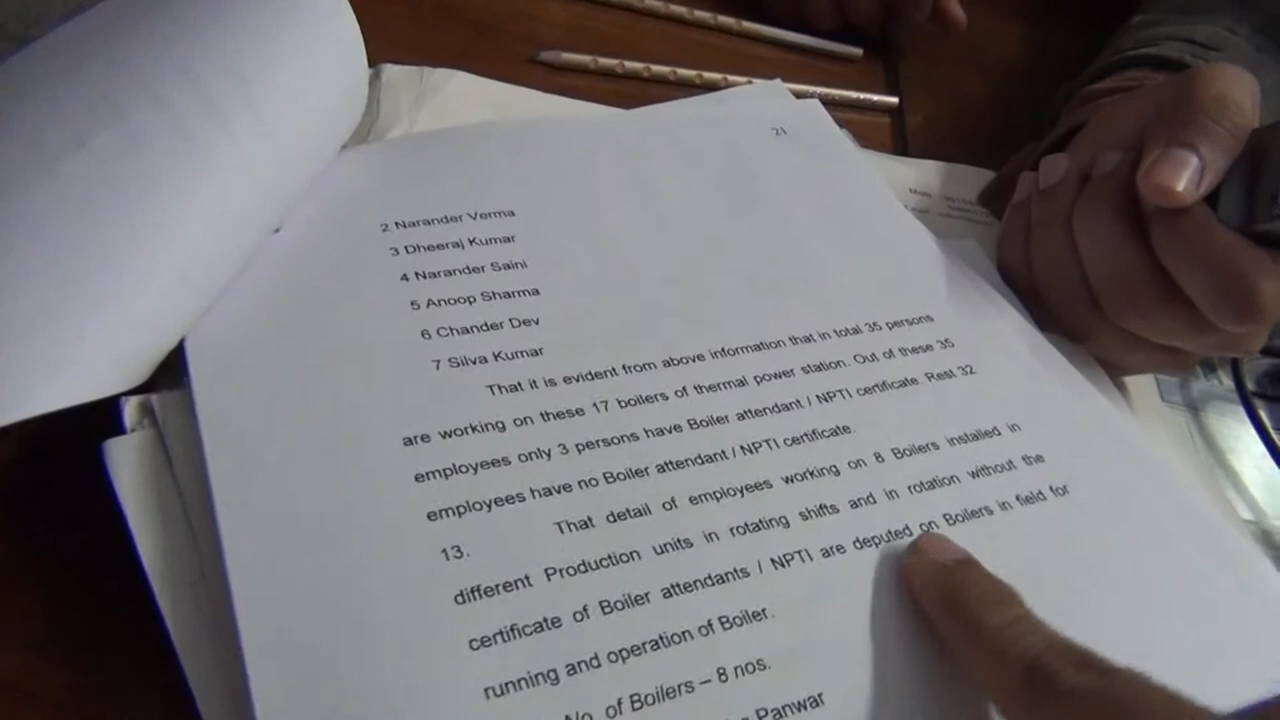 21
2 Narander Verma
3 Dheeraj Kumar
4 Narander Saini
5 Anoop Sharma
6 Chander Dev
7 Silva Kumar
That it is evident from above information that in total 35 persons
are working on these 17 boilers of thermal power station. Out of these 35
employees only 3 persons have Boiler attendant / NPTI certificate. Rest 32
employees have no Boiler attendant / NPTI certificate.
13. That detail of employees working on 8 Boilers installed in
different Production units in rotating shifts and in rotation without the
certificate of Boiler attendants / NPTI are deputed on Boilers in field for
running and operation of Boiler.
No. of Boilers – 8 nos.
Panwar